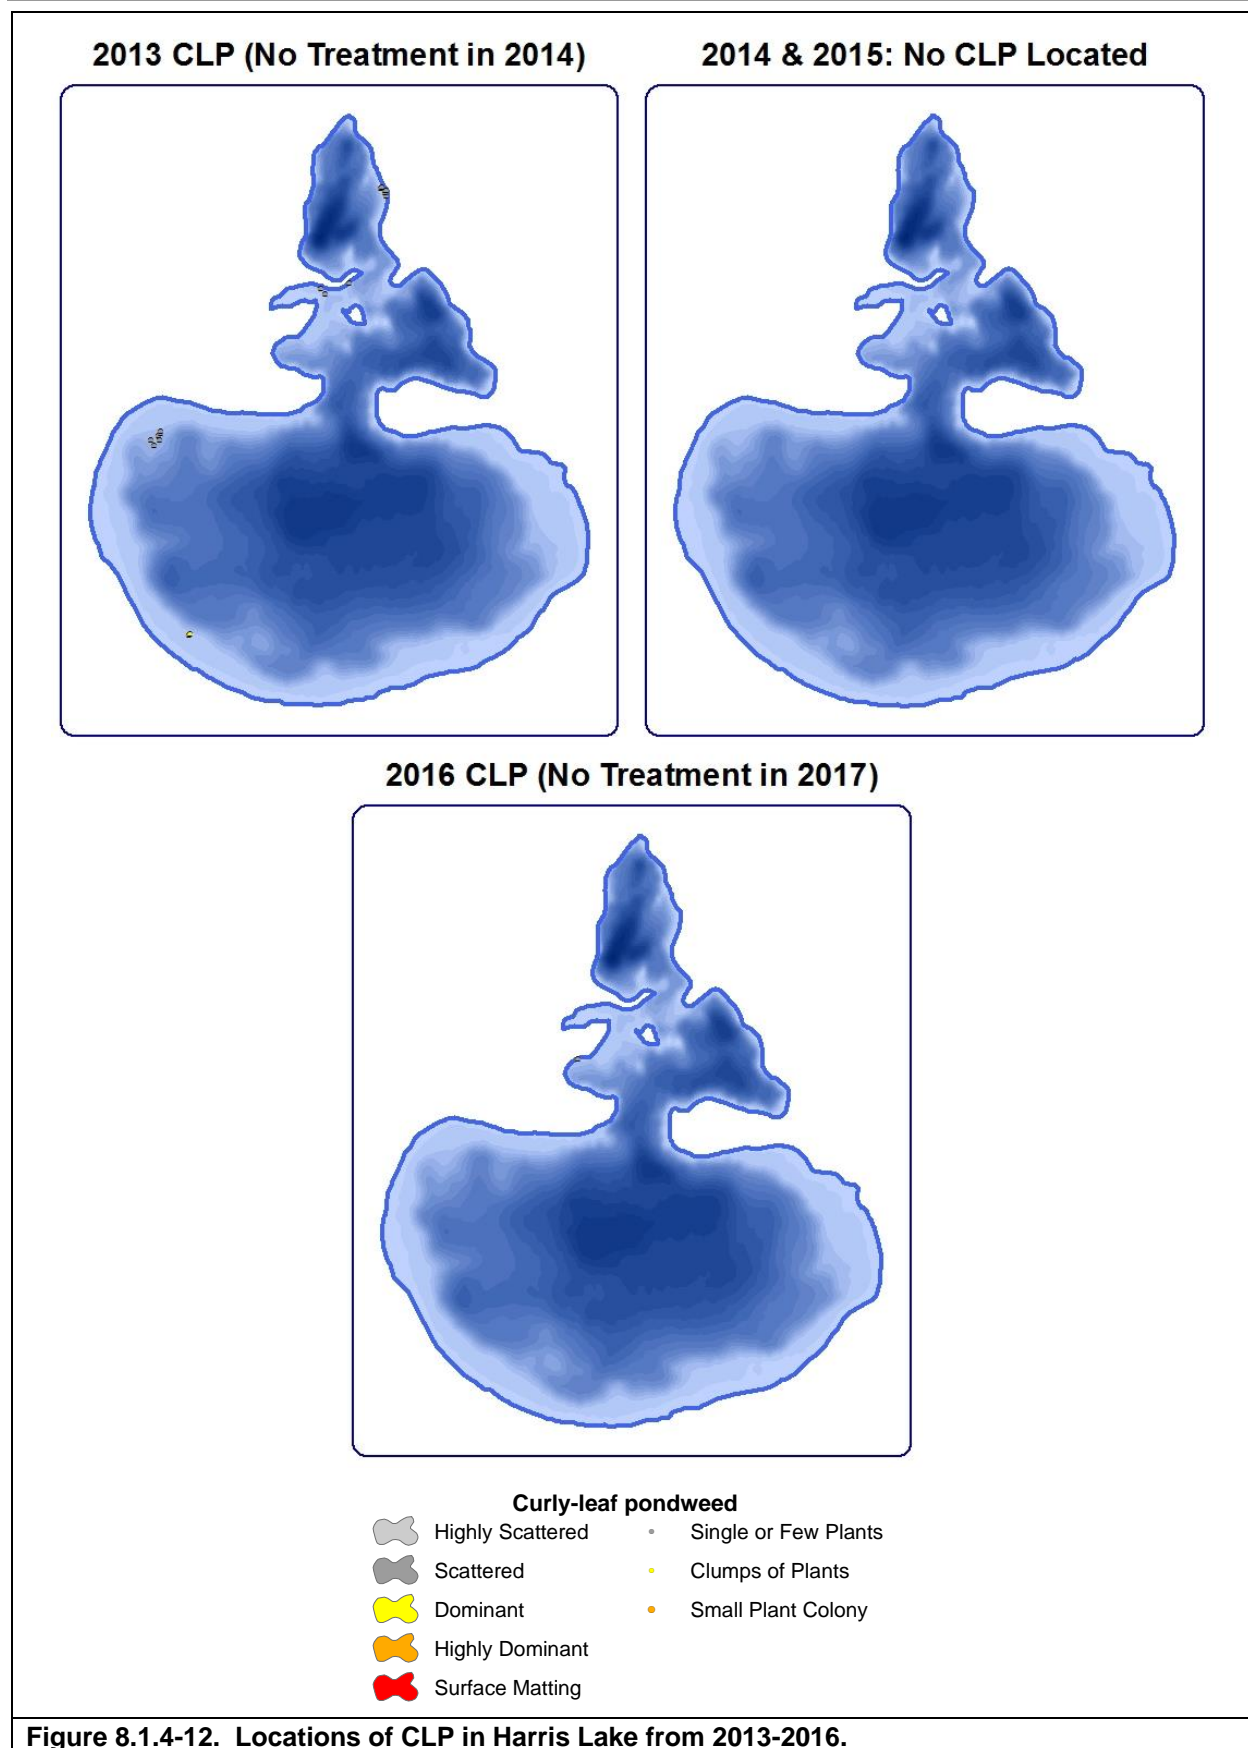 2013 CLP (No Treatment in 2014)
2014 & 2015: No CLP Located
2016 CLP (No Treatment in 2017)
Curly-leaf pondweed
Highly Scattered
Scattered
Dominant
Highly Dominant
Surface Matting
Single or Few Plants
Clumps of Plants
Small Plant Colony
Figure 8.1.4-12. Locations of CLP in Harris Lake from 2013-2016.